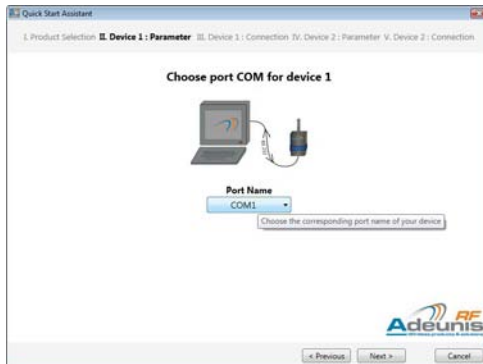 Quick Start Assistant
I. Product Selection II. Device 1 : Parameter III. Device 1 : Connection IV. Device 2 : Parameter V. Device 2 : Connection
Choose port COM for device 1
Port Name
COM1
Choose the corresponding port name of your device
Adeunis RF
< Previous
Next >
Cancel